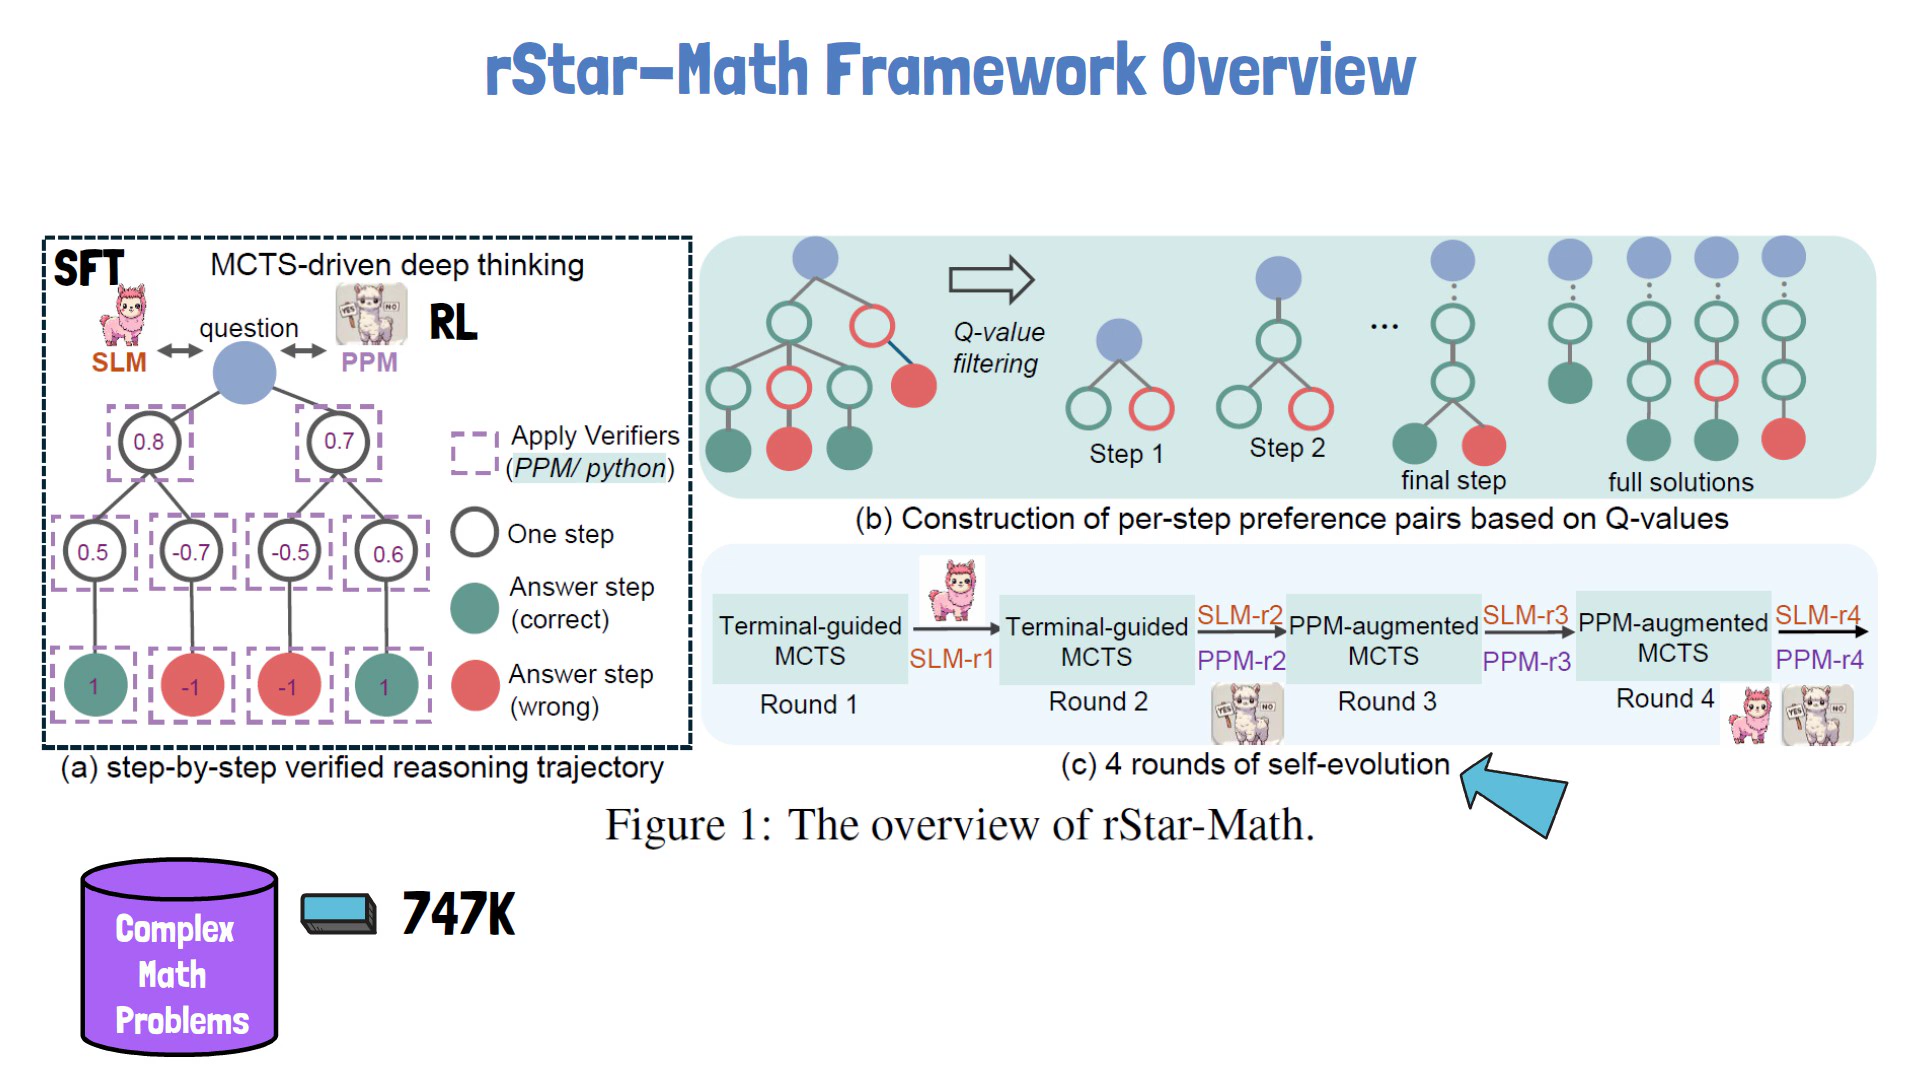 rStar-Math Framework Overview
SFT
MCTS-driven deep thinking
YES NO
RL
question
SLM
PPM
0.8
0.7
0.5
-0.7
-0.5
0.6
1
-1
-1
1
Apply Verifiers
(PPM/ python)
One step
Answer step
(correct)
Answer step
(wrong)
(a) step-by-step verified reasoning trajectory
Q-value
filtering
Step 1
Step 2
...
final step
full solutions
(b) Construction of per-step preference pairs based on Q-values
Terminal-guided
MCTS
Round 1
SLM-r1
Terminal-guided
MCTS
Round 2
SLM-r2
PPM-r2
YES NO
PPM-augmented
MCTS
Round 3
SLM-r3
PPM-r3
PPM-augmented
MCTS
Round 4
SLM-r4
PPM-r4
YES NO
(c) 4 rounds of self-evolution
Figure 1: The overview of rStar-Math.
Complex
Math
Problems
747K